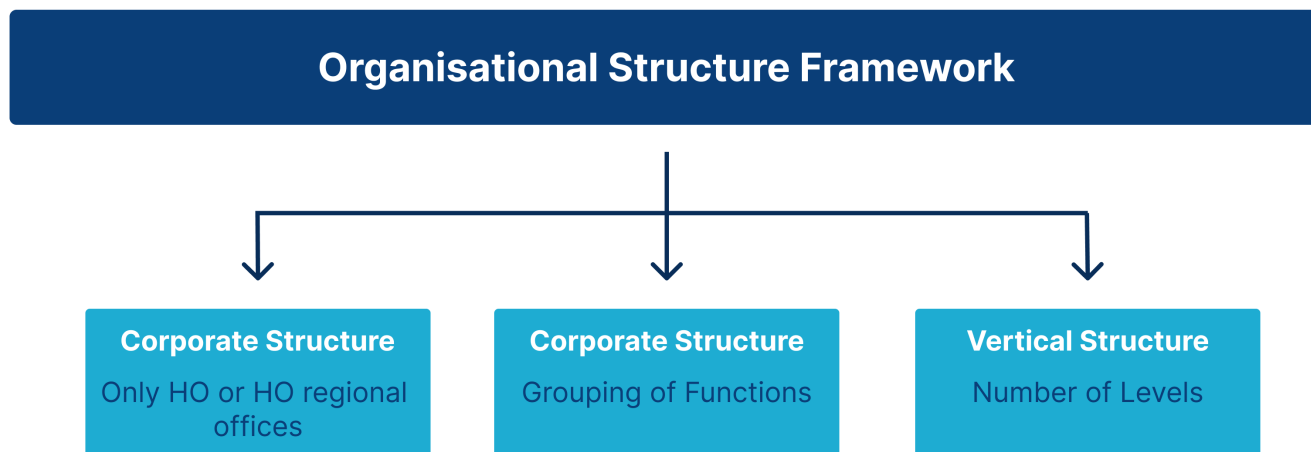 Organisational Structure Framework
Corporate Structure
Only HO or HO regional
offices
Corporate Structure
Grouping of Functions
Vertical Structure
Number of Levels